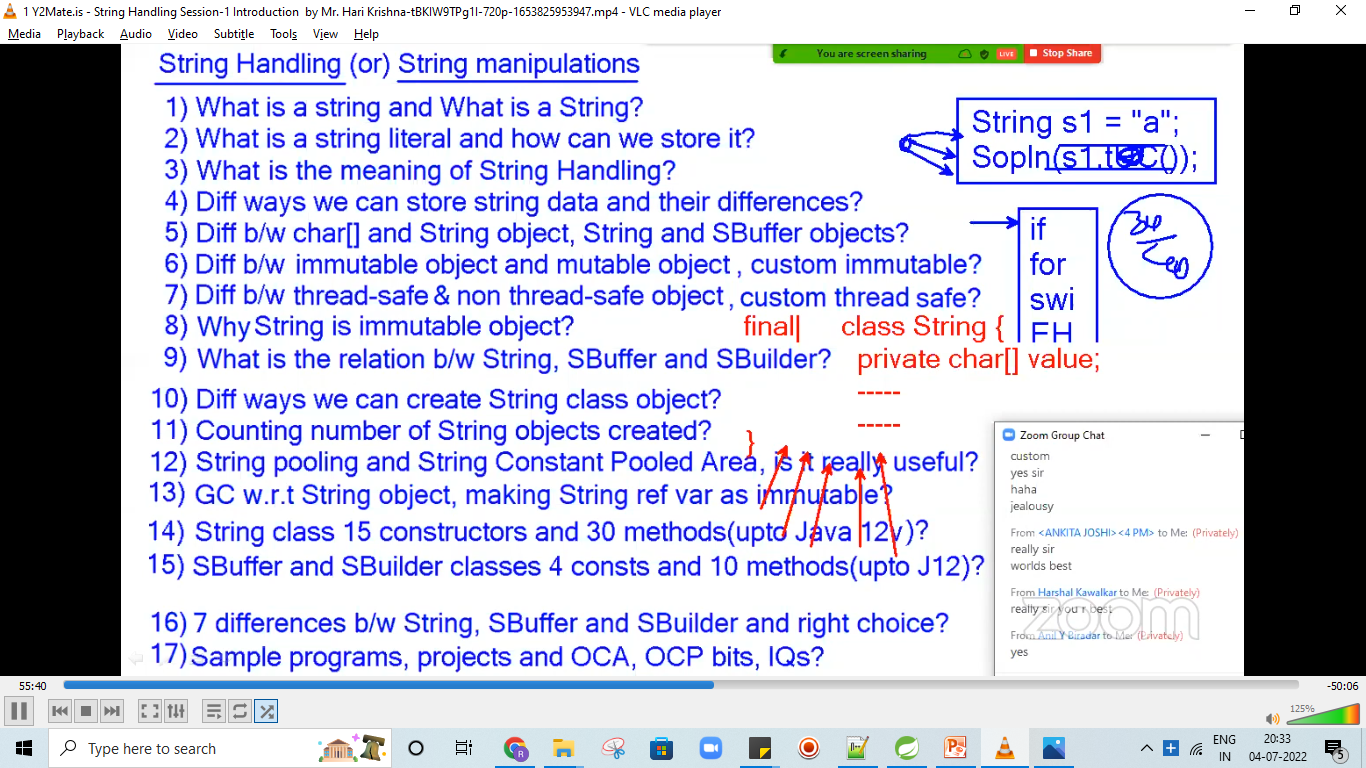 1 Y2Mate.is - String Handling Session-1 Introduction by Mr. Hari Krishna-tBKlW9TPg1I-720p-1653825953947.mp4 - VLC media player
Media Playback Audio Video Subtitle Tools View Help
You are screen sharing LIVE Stop Share
String Handling (or) String manipulations
1) What is a string and What is a String?
2) What is a string literal and how can we store it?
3) What is the meaning of String Handling?
4) Diff ways we can store string data and their differences?
5) Diff b/w char[] and String object, String and SBuffer objects?
6) Diff b/w immutable object and mutable object, custom immutable?
7) Diff b/w thread-safe & non thread-safe object, custom thread safe?
8) Why String is immutable object?
9) What is the relation b/w String, SBuffer and SBuilder?
10) Diff ways we can create String class object?
11) Counting number of String objects created?
12) String pooling and String Constant Pooled Area, is it really useful?
13) GC w.r.t String object, making String ref var as immutable?
14) String class 15 constructors and 30 methods(upto Java 12v)?
15) SBuffer and SBuilder classes 4 consts and 10 methods(upto J12)?
16) 7 differences b/w String, SBuffer and SBuilder and right choice?
17) Sample programs, projects and OCA, OCP bits, IQs?
String s1 = "a";
Sopln(s1.t C());
if
for
swi
EH
final| class String {
private char[] value;
-----
-----
}
Zoom Group Chat
custom
yes sir
haha
jealousy
From <ANKITA JOSHI><4 PM> to Me: (Privately)
really sir
worlds best
From Harshal Kawalkar to Me: (Privately)
really sir you r best
From Anil Y Biradar to Me: (Privately)
yes
zoom
55:40
-50:06
125%
Type here to search
ENG
IN
20:33
04-07-2022
5